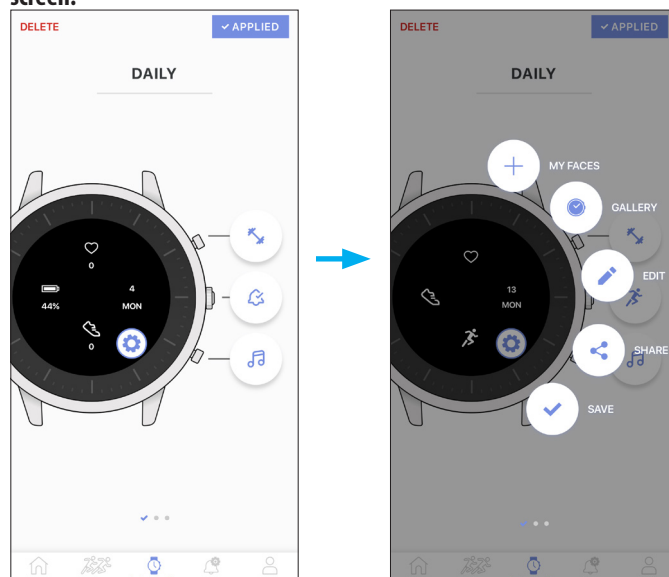 screen.
DELETE
✓ APPLIED
DAILY
0
44%
4
MON
0
DELETE
✓ APPLIED
DAILY
MY FACES
GALLERY
13
MON
EDIT
SHARE
SAVE